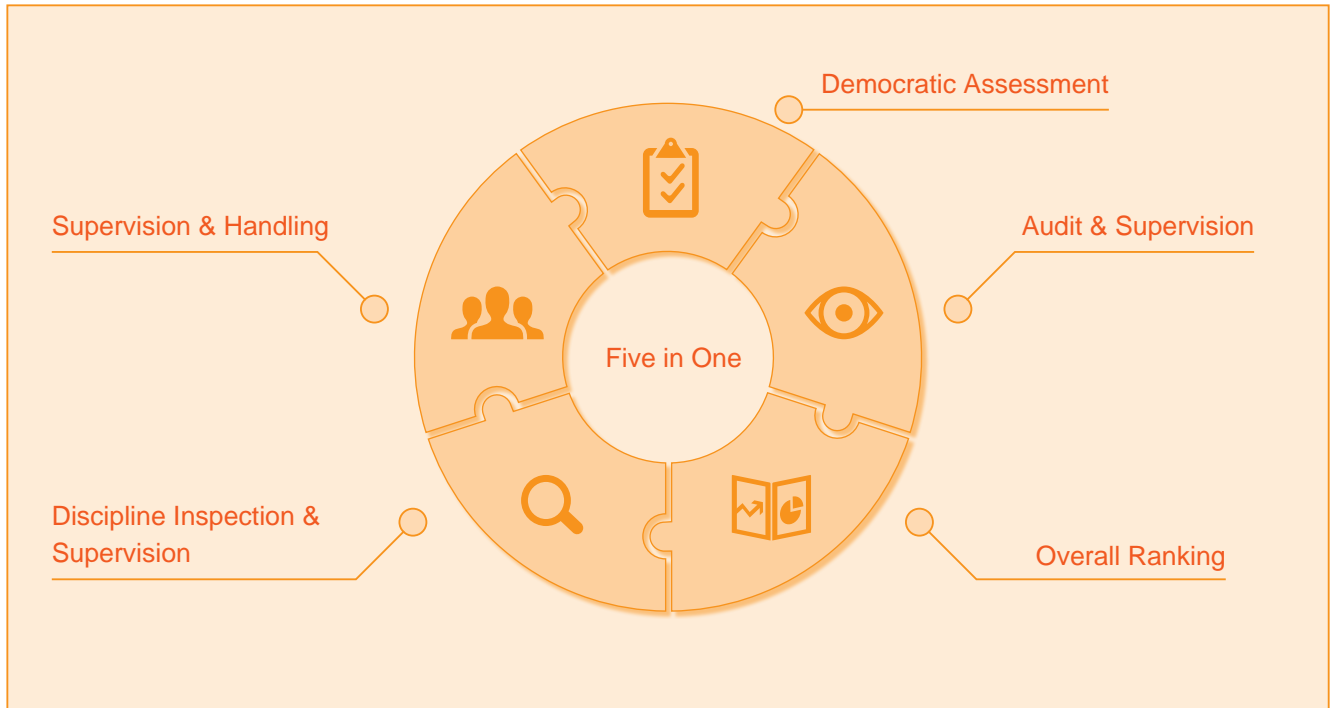 Democratic Assessment
Supervision & Handling
Audit & Supervision
Five in One
Discipline Inspection &
Supervision
Overall Ranking